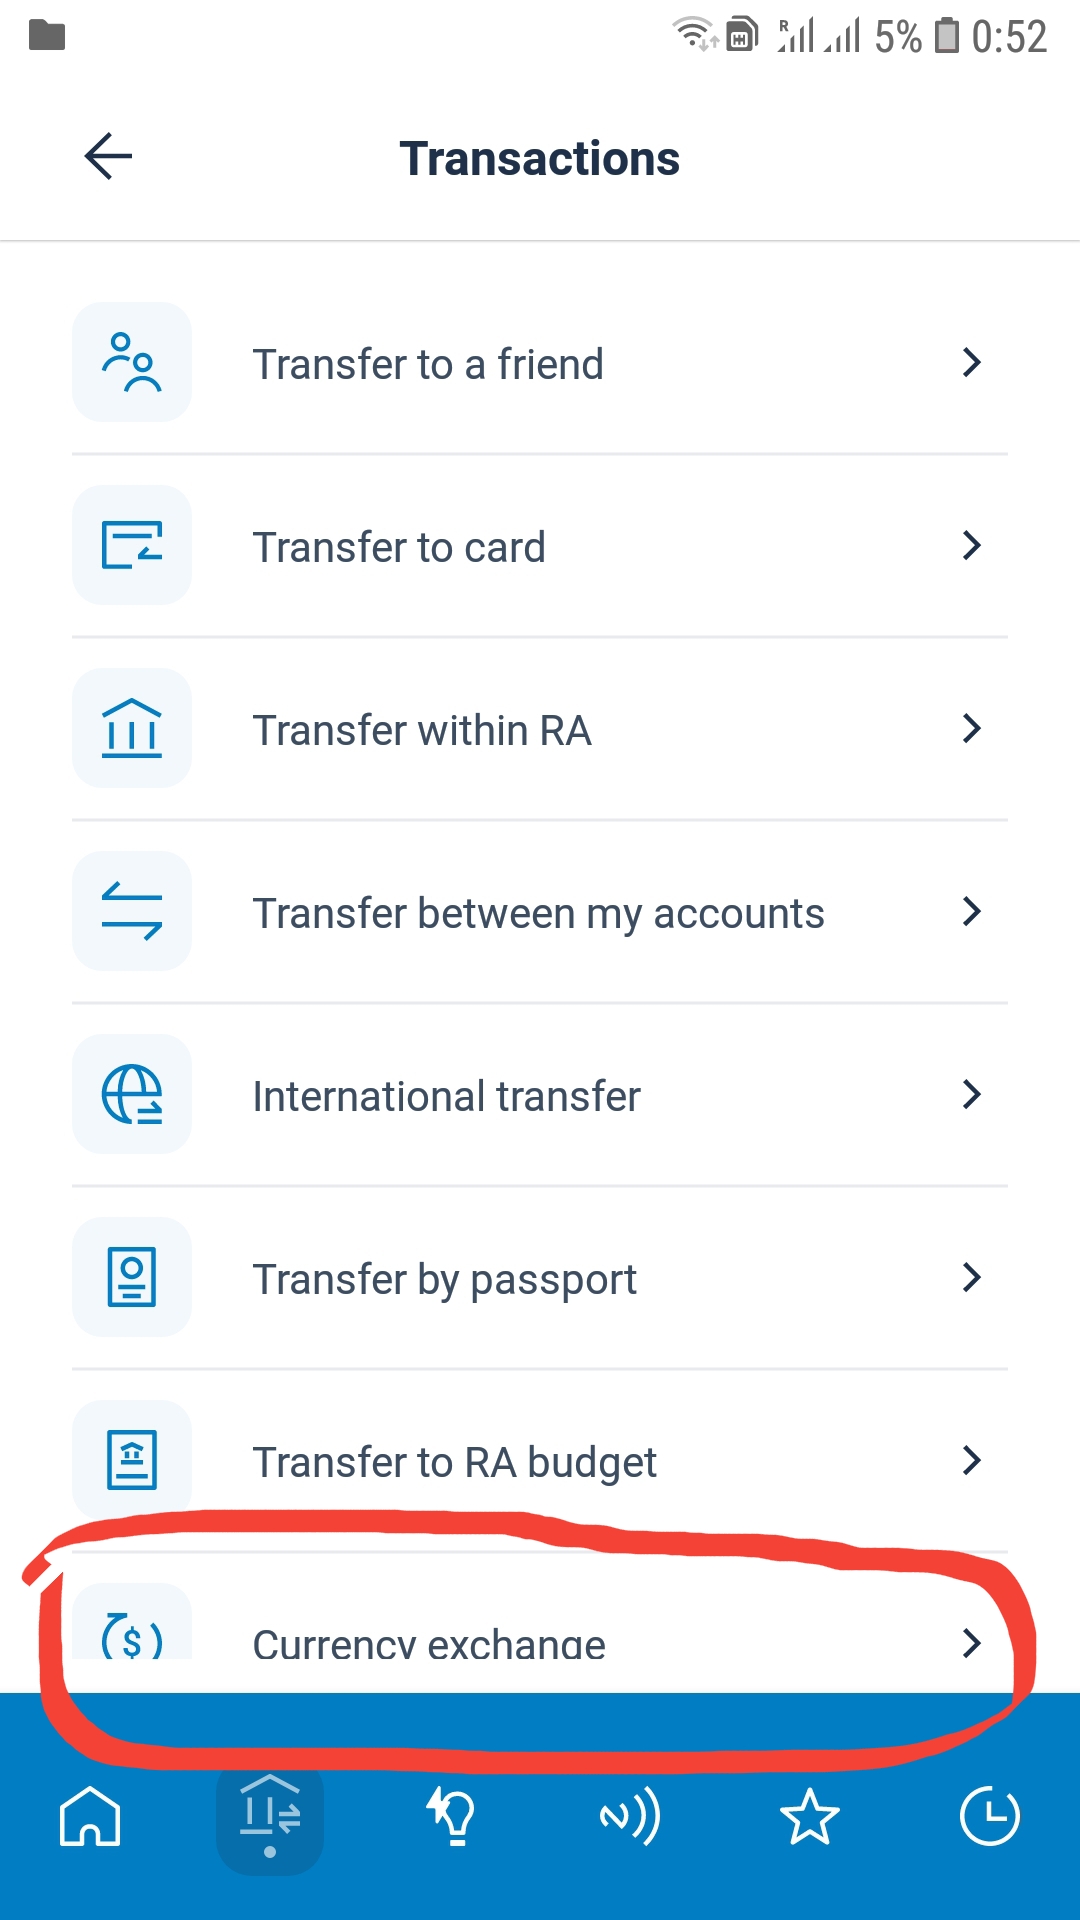 R 5% 0:52
Transactions
Transfer to a friend
Transfer to card
Transfer within RA
Transfer between my accounts
International transfer
Transfer by passport
Transfer to RA budget
$ Currency exchange